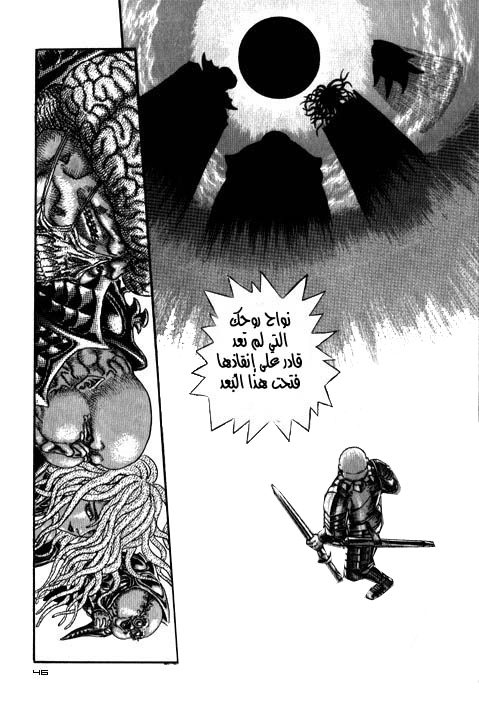 نواح روحك
التي لم تعد
قادر على إنقاذها
فتحت هذا البعد
46